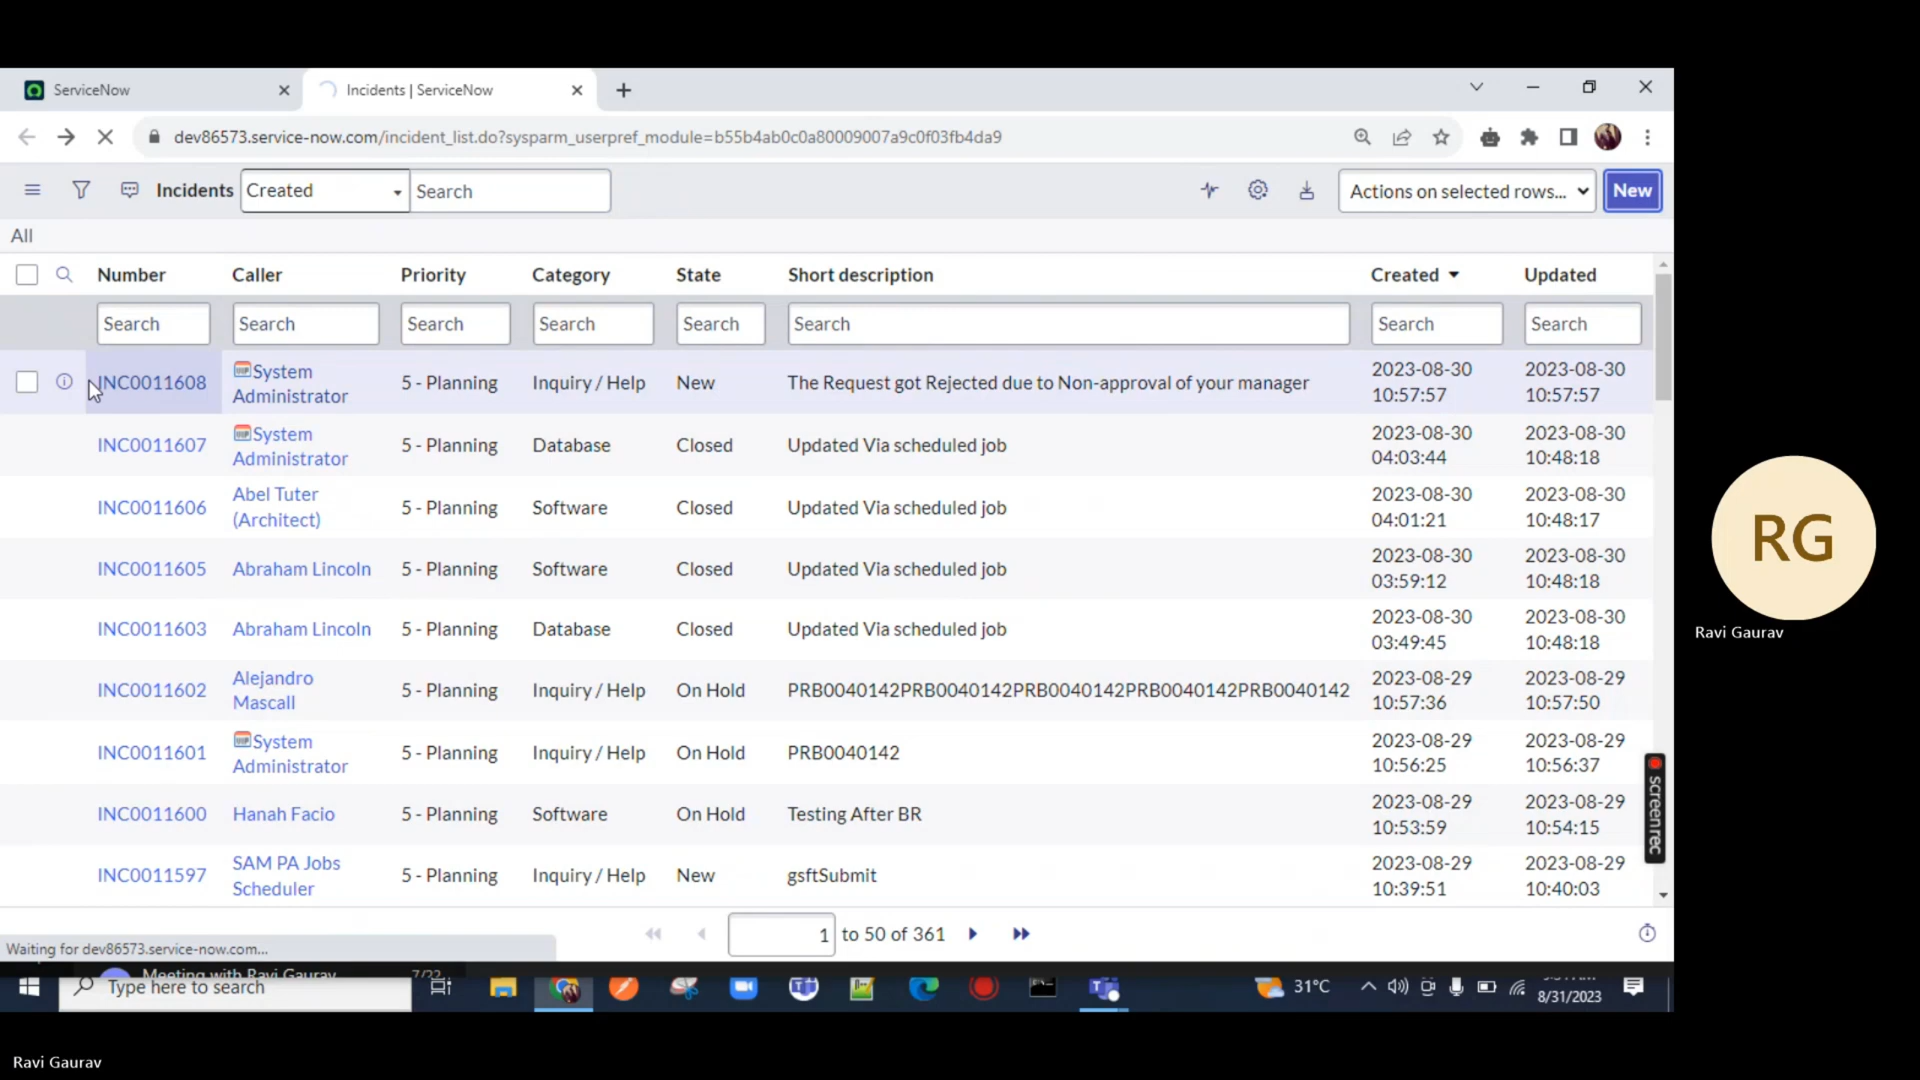 ServiceNow
Incidents | ServiceNow
dev86573.service-now.com/incident_list.do?sysparm_userpref_module=b55b4ab0c0a80009007a9c0f03fb4da9
Incidents Created Search Actions on selected rows... New
All
Number Caller Priority Category State Short description Created Updated
Search Search Search Search Search Search Search Search
INC0011608 System Administrator 5 - Planning Inquiry / Help New The Request got Rejected due to Non-approval of your manager 2023-08-30 10:57:57 2023-08-30 10:57:57
INC0011607 System Administrator 5 - Planning Database Closed Updated Via scheduled job 2023-08-30 04:03:44 2023-08-30 10:48:18
INC0011606 Abel Tuter (Architect) 5 - Planning Software Closed Updated Via scheduled job 2023-08-30 04:01:21 2023-08-30 10:48:17
INC0011605 Abraham Lincoln 5 - Planning Software Closed Updated Via scheduled job 2023-08-30 03:59:12 2023-08-30 10:48:18
INC0011603 Abraham Lincoln 5 - Planning Database Closed Updated Via scheduled job 2023-08-30 03:49:45 2023-08-30 10:48:18
INC0011602 Alejandro Mascall 5 - Planning Inquiry / Help On Hold PRB0040142PRB0040142PRB0040142PRB0040142PRB0040142 2023-08-29 10:57:36 2023-08-29 10:57:50
INC0011601 System Administrator 5 - Planning Inquiry / Help On Hold PRB0040142 2023-08-29 10:56:25 2023-08-29 10:56:37
INC0011600 Hanah Facio 5 - Planning Software On Hold Testing After BR 2023-08-29 10:53:59 2023-08-29 10:54:15
INC0011597 SAM PA Jobs Scheduler 5 - Planning Inquiry / Help New gsftSubmit 2023-08-29 10:39:51 2023-08-29 10:40:03
1 to 50 of 361
Waiting for dev86573.service-now.com...
Meeting with Ravi Gaurav 7/22
Type here to search
31°C
8/31/2023
screenrec
RG
Ravi Gaurav
Ravi Gaurav